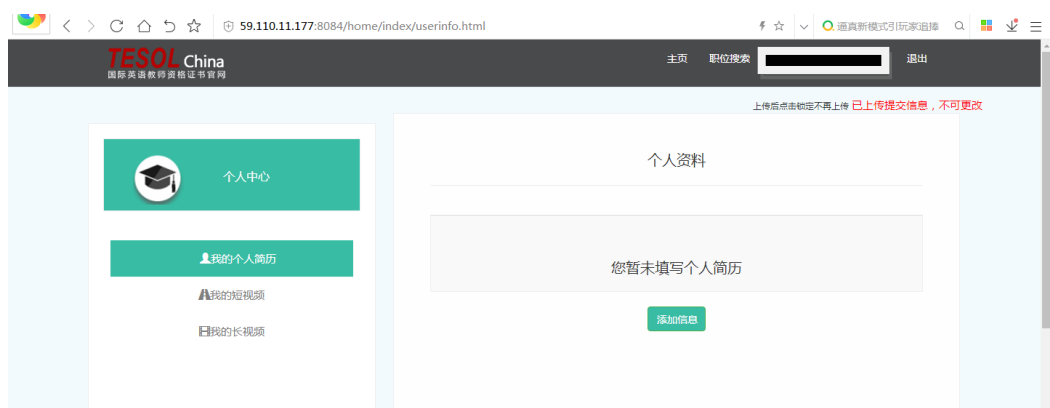 59.110.11.177:8084/home/index/userinfo.html
逼真新模式引玩家追捧
TESOL China
国际英语教师资格证书官网
主页 职位搜索 退出
上传后点击锁定不再上传 已上传提交信息，不可更改
个人中心
我的个人简历
我的短视频
我的长视频
个人资料
您暂未填写个人简历
添加信息